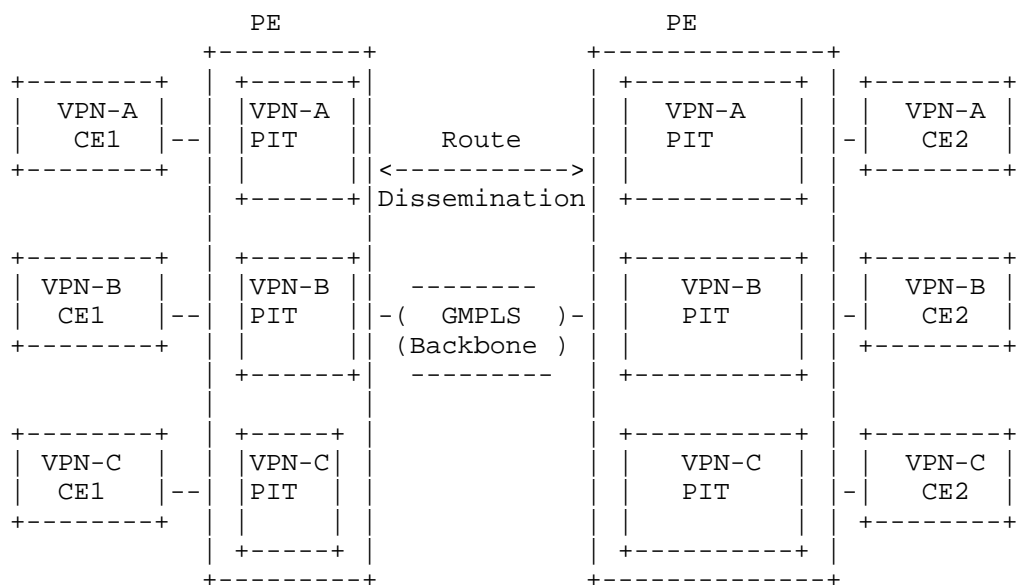 PE PE
VPN-A VPN-A VPN-A VPN-A
CE1 PIT Route PIT CE2
Dissemination
VPN-B VPN-B VPN-B VPN-B
CE1 PIT GMPLS PIT CE2
Backbone
VPN-C VPN-C VPN-C VPN-C
CE1 PIT PIT CE2